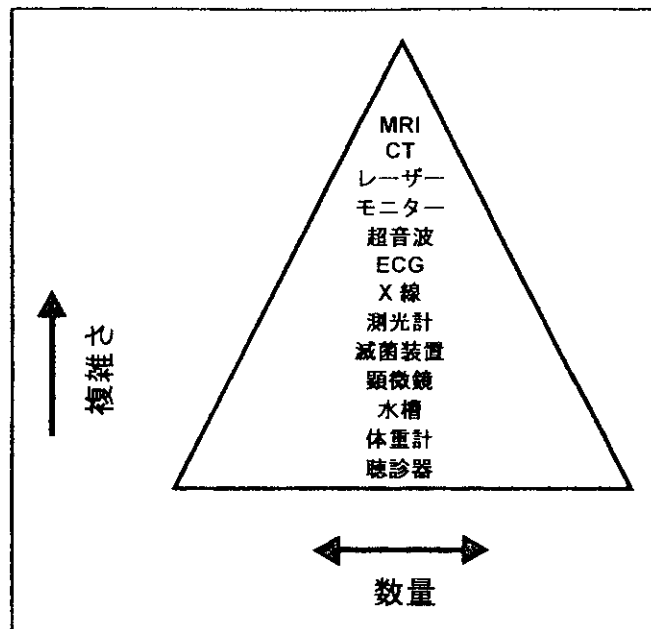 MRI
CT
レーザー
モニター
超音波
ECG
X 線
測光計
滅菌装置
顕微鏡
水槽
体重計
聴診器
複雑さ
数量